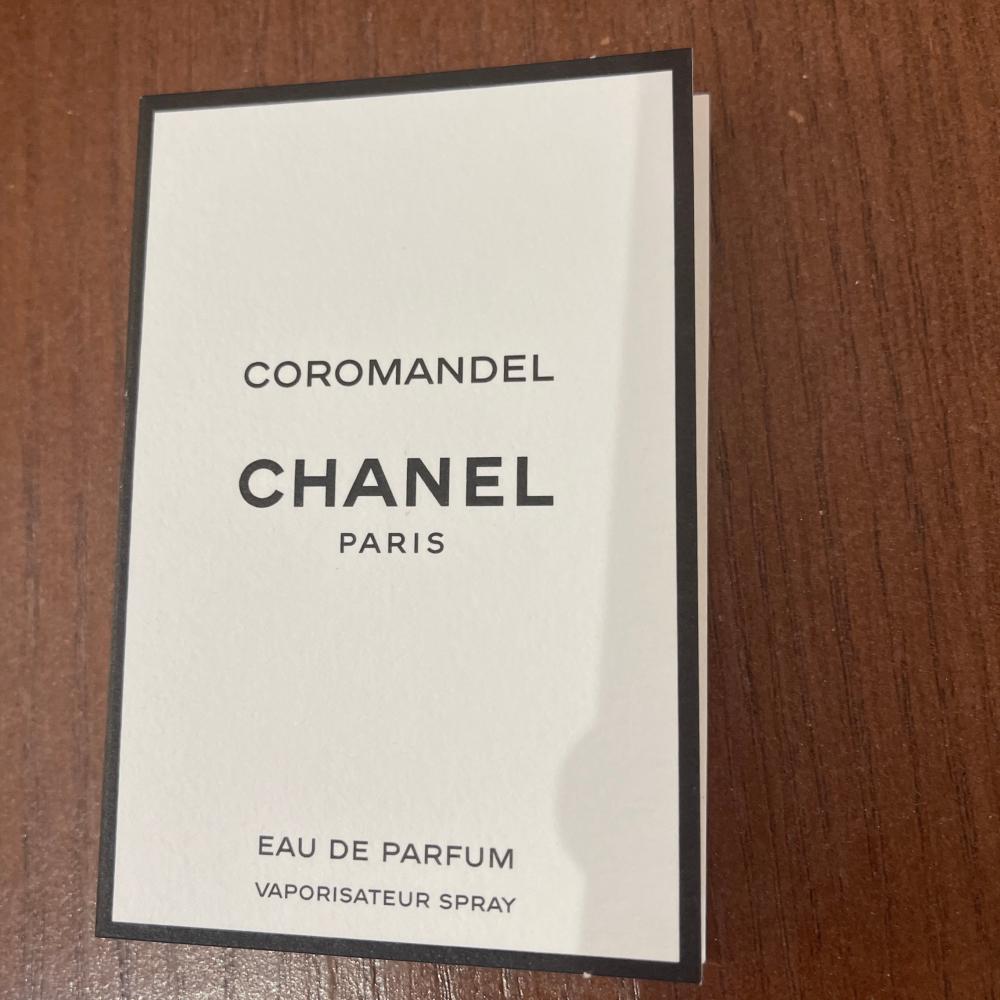 COROMANDEL
CHANEL
PARIS
EAU DE PARFUM
VAPORISATEUR SPRAY